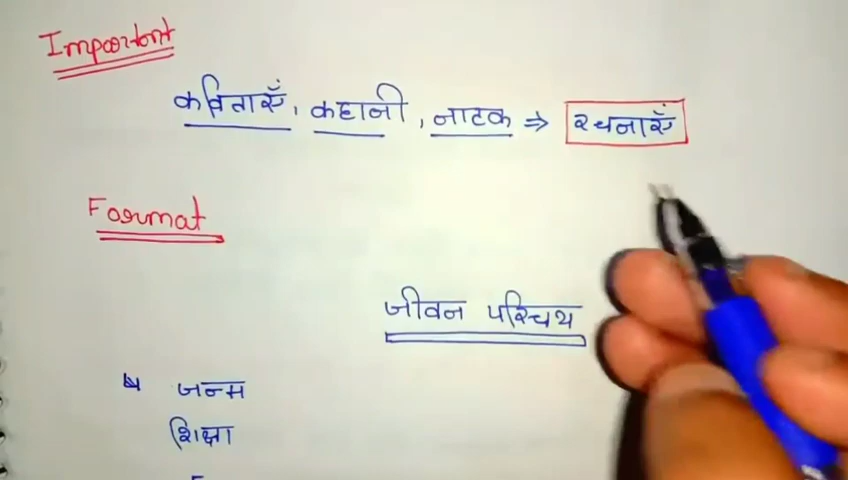 Important
कविताएँ, कहानी, नाटक ⇒ रचनाएँ
Format
जीवन परिचय
↳ जन्म
शिक्षा